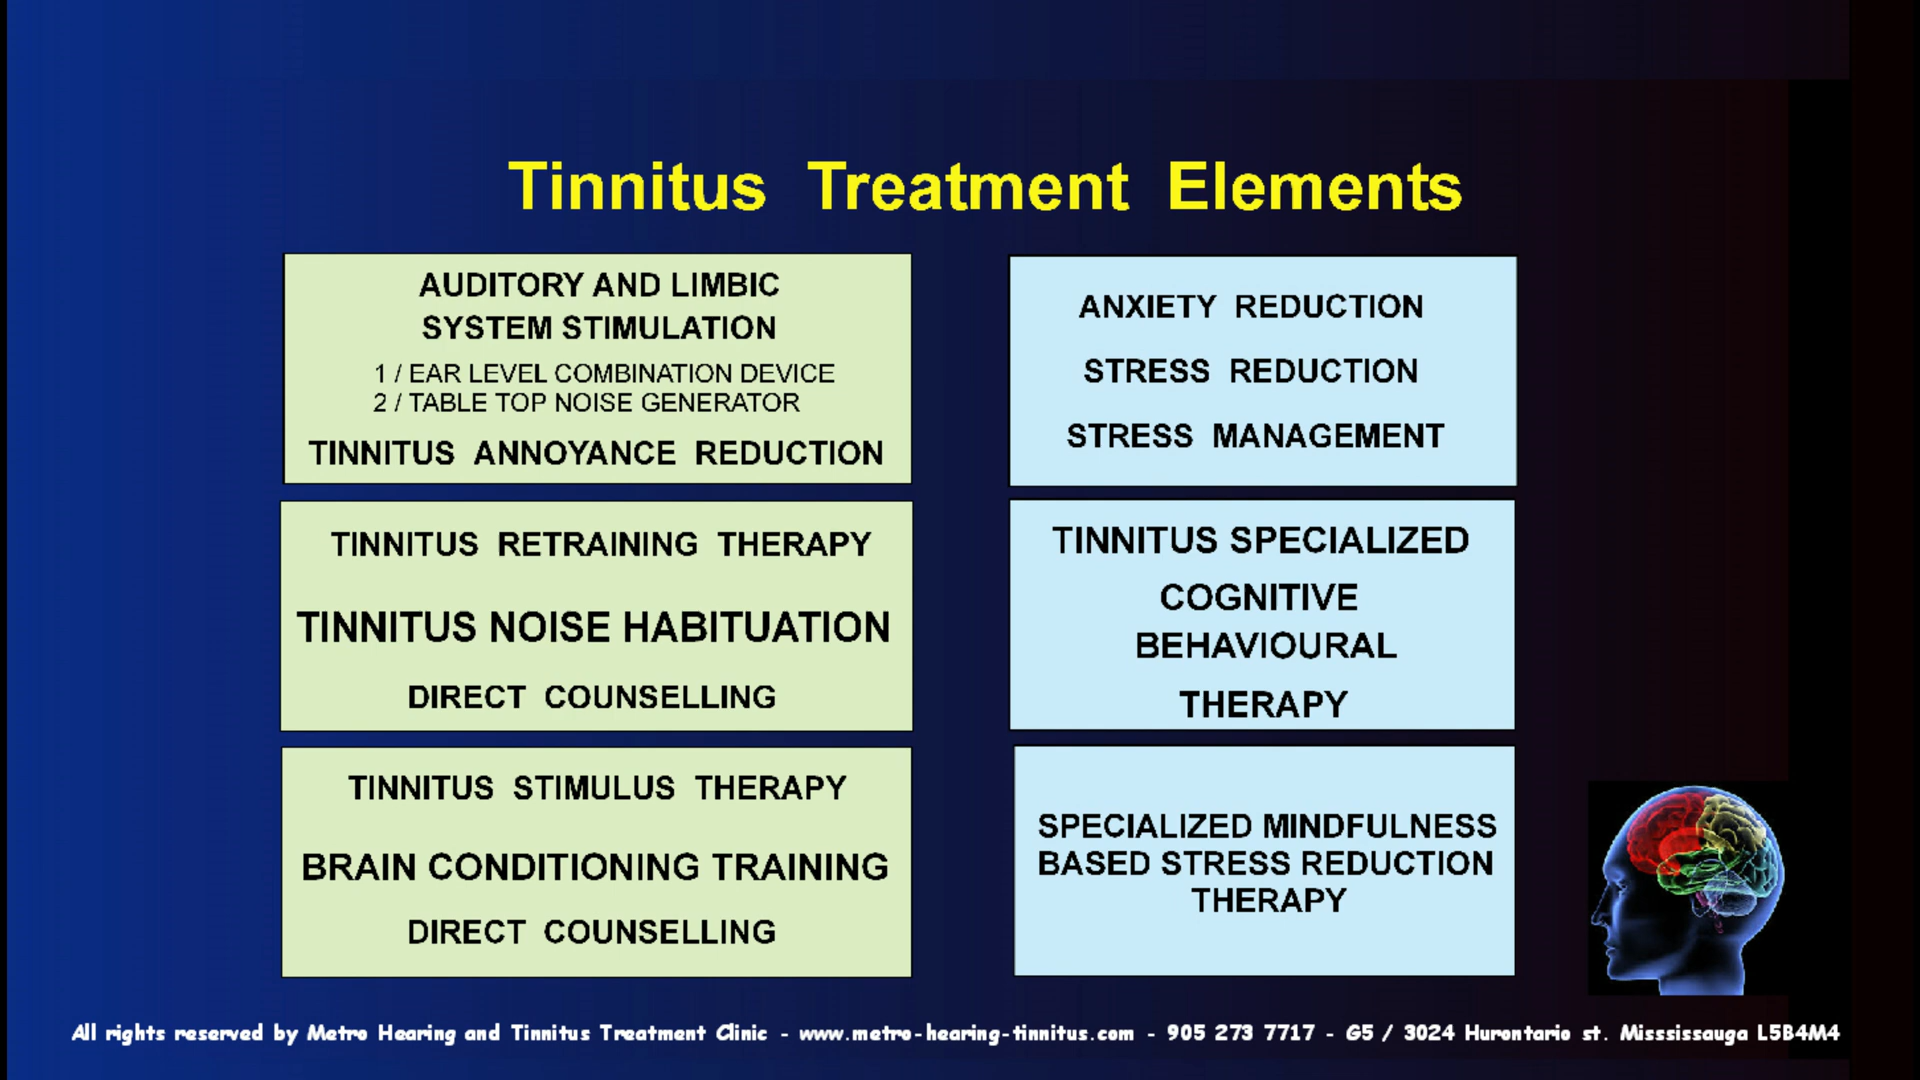 Tinnitus Treatment Elements
AUDITORY AND LIMBIC
SYSTEM STIMULATION
1 / EAR LEVEL COMBINATION DEVICE
2 / TABLE TOP NOISE GENERATOR
TINNITUS ANNOYANCE REDUCTION
TINNITUS RETRAINING THERAPY
TINNITUS NOISE HABITUATION
DIRECT COUNSELLING
TINNITUS STIMULUS THERAPY
BRAIN CONDITIONING TRAINING
DIRECT COUNSELLING
ANXIETY REDUCTION
STRESS REDUCTION
STRESS MANAGEMENT
TINNITUS SPECIALIZED
COGNITIVE
BEHAVIOURAL
THERAPY
SPECIALIZED MINDFULNESS
BASED STRESS REDUCTION
THERAPY
All rights reserved by Metro Hearing and Tinnitus Treatment Clinic - www.metro-hearing-tinnitus.com - 905 273 7717 - G5 / 3024 Hurontario st. Misssissauga L5B4M4